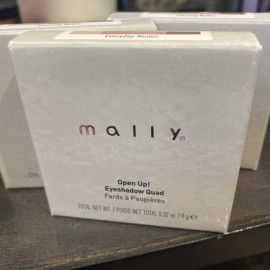 Everyday Nudes
mally®
Open Up!
Eyeshadow Quad
Fards à Paupières
TOTAL NET WT. / POIDS NET TOTAL 0.32 oz / 9 g ℮